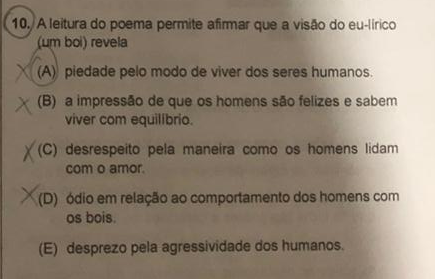 10. A leitura do poema permite afirmar que a visão do eu-lírico
(um boi) revela
(A) piedade pelo modo de viver dos seres humanos.
(B) a impressão de que os homens são felizes e sabem
viver com equilíbrio.
(C) desrespeito pela maneira como os homens lidam
com o amor.
(D) ódio em relação ao comportamento dos homens com
os bois.
(E) desprezo pela agressividade dos humanos.